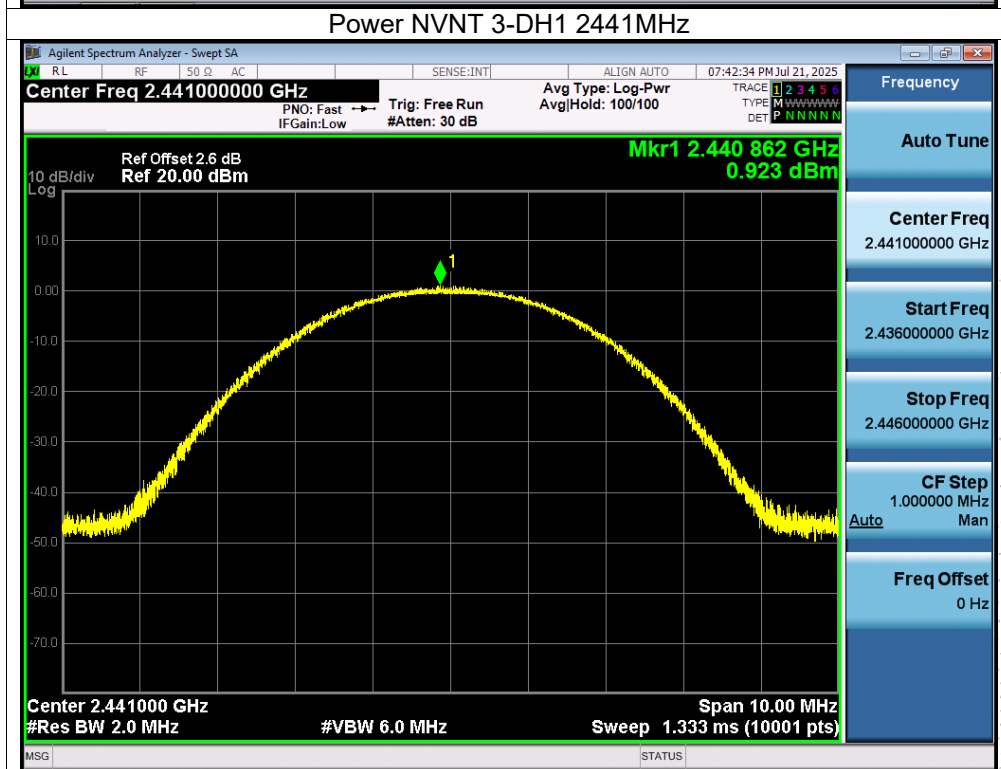 Power NVNT 3-DH1 2441MHz
Agilent Spectrum Analyzer - Swept SA
LXI RL RF 50 Ω AC SENSE:INT ALIGN AUTO 07:42:34 PM Jul 21, 2025
Center Freq 2.441000000 GHz
PNO: Fast
IFGain:Low
Trig: Free Run
#Atten: 30 dB
Avg Type: Log-Pwr
Avg|Hold: 100/100
TRACE 1 2 3 4 5 6
TYPE M WWWWW
DET P N N N N N
Mkr1 2.440 862 GHz
0.923 dBm
Ref Offset 2.6 dB
10 dB/div Ref 20.00 dBm
Log
10.0
0.00
-10.0
-20.0
-30.0
-40.0
-50.0
-60.0
-70.0
1
Center 2.441000 GHz Span 10.00 MHz
#Res BW 2.0 MHz #VBW 6.0 MHz Sweep 1.333 ms (10001 pts)
MSG STATUS
Frequency
Auto Tune
Center Freq
2.441000000 GHz
Start Freq
2.436000000 GHz
Stop Freq
2.446000000 GHz
CF Step
1.000000 MHz
Auto Man
Freq Offset
0 Hz